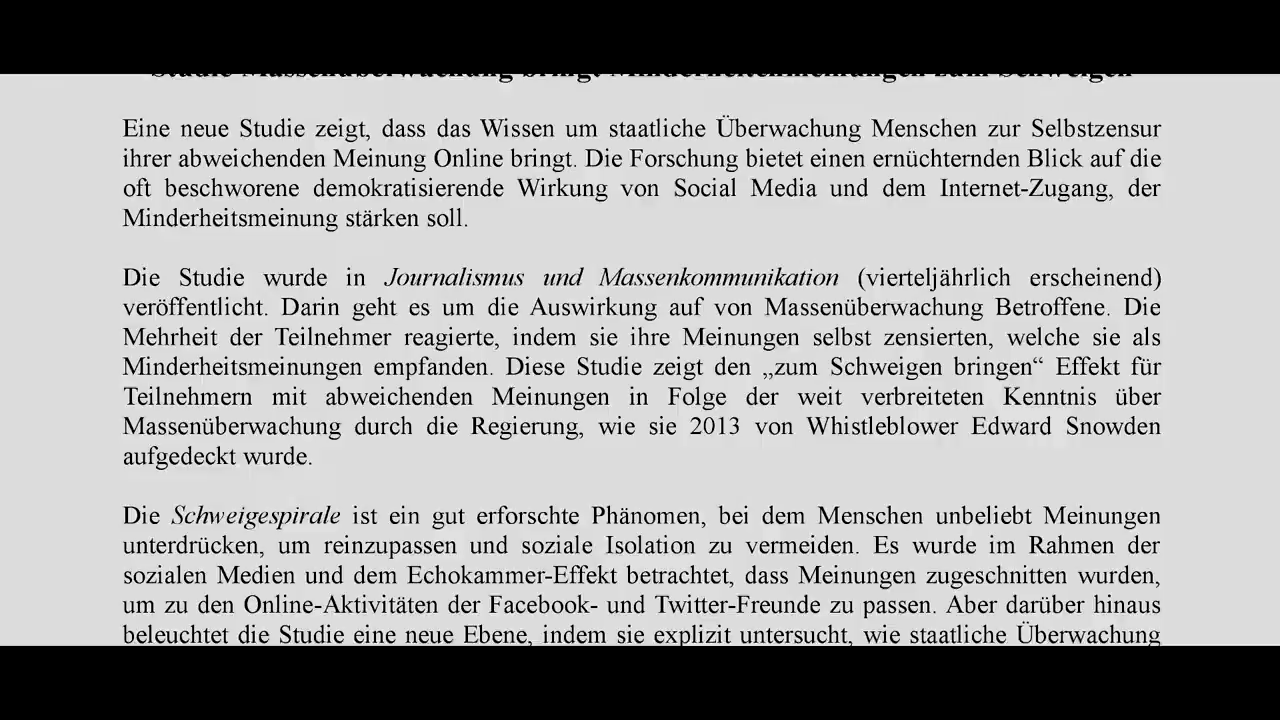 Studie Massenüberwachung bringt Minderheitenmeinungen zum Schweigen
Eine neue Studie zeigt, dass das Wissen um staatliche Überwachung Menschen zur Selbstzensur
ihrer abweichenden Meinung Online bringt. Die Forschung bietet einen ernüchternden Blick auf die
oft beschworene demokratisierende Wirkung von Social Media und dem Internet-Zugang, der
Minderheitsmeinung stärken soll.
Die Studie wurde in Journalismus und Massenkommunikation (vierteljährlich erscheinend)
veröffentlicht. Darin geht es um die Auswirkung auf von Massenüberwachung Betroffene. Die
Mehrheit der Teilnehmer reagierte, indem sie ihre Meinungen selbst zensierten, welche sie als
Minderheitsmeinungen empfanden. Diese Studie zeigt den „zum Schweigen bringen“ Effekt für
Teilnehmern mit abweichenden Meinungen in Folge der weit verbreiteten Kenntnis über
Massenüberwachung durch die Regierung, wie sie 2013 von Whistleblower Edward Snowden
aufgedeckt wurde.
Die Schweigespirale ist ein gut erforschte Phänomen, bei dem Menschen unbeliebt Meinungen
unterdrücken, um reinzupassen und soziale Isolation zu vermeiden. Es wurde im Rahmen der
sozialen Medien und dem Echokammer-Effekt betrachtet, dass Meinungen zugeschnitten wurden,
um zu den Online-Aktivitäten der Facebook- und Twitter-Freunde zu passen. Aber darüber hinaus
beleuchtet die Studie eine neue Ebene, indem sie explizit untersucht, wie staatliche Überwachung